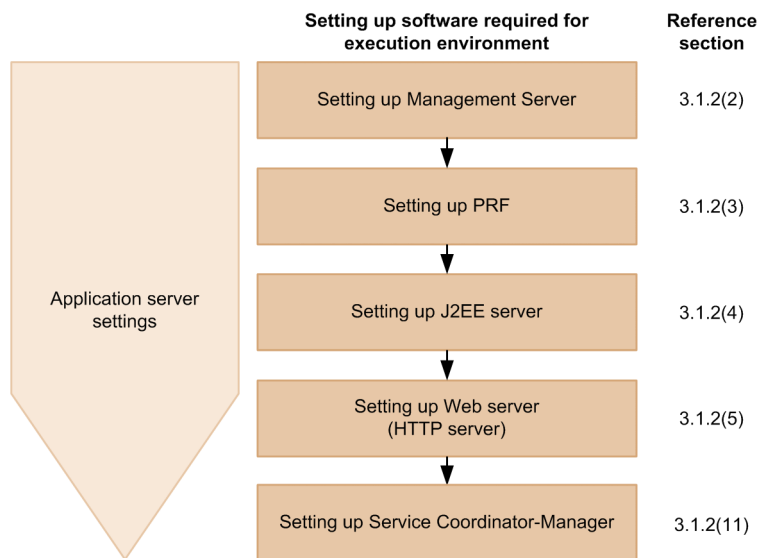 Setting up software required for
execution environment
Reference
section
Setting up Management Server
3.1.2(2)
Setting up PRF
3.1.2(3)
Application server
settings
Setting up J2EE server
3.1.2(4)
Setting up Web server
(HTTP server)
3.1.2(5)
Setting up Service Coordinator-Manager
3.1.2(11)